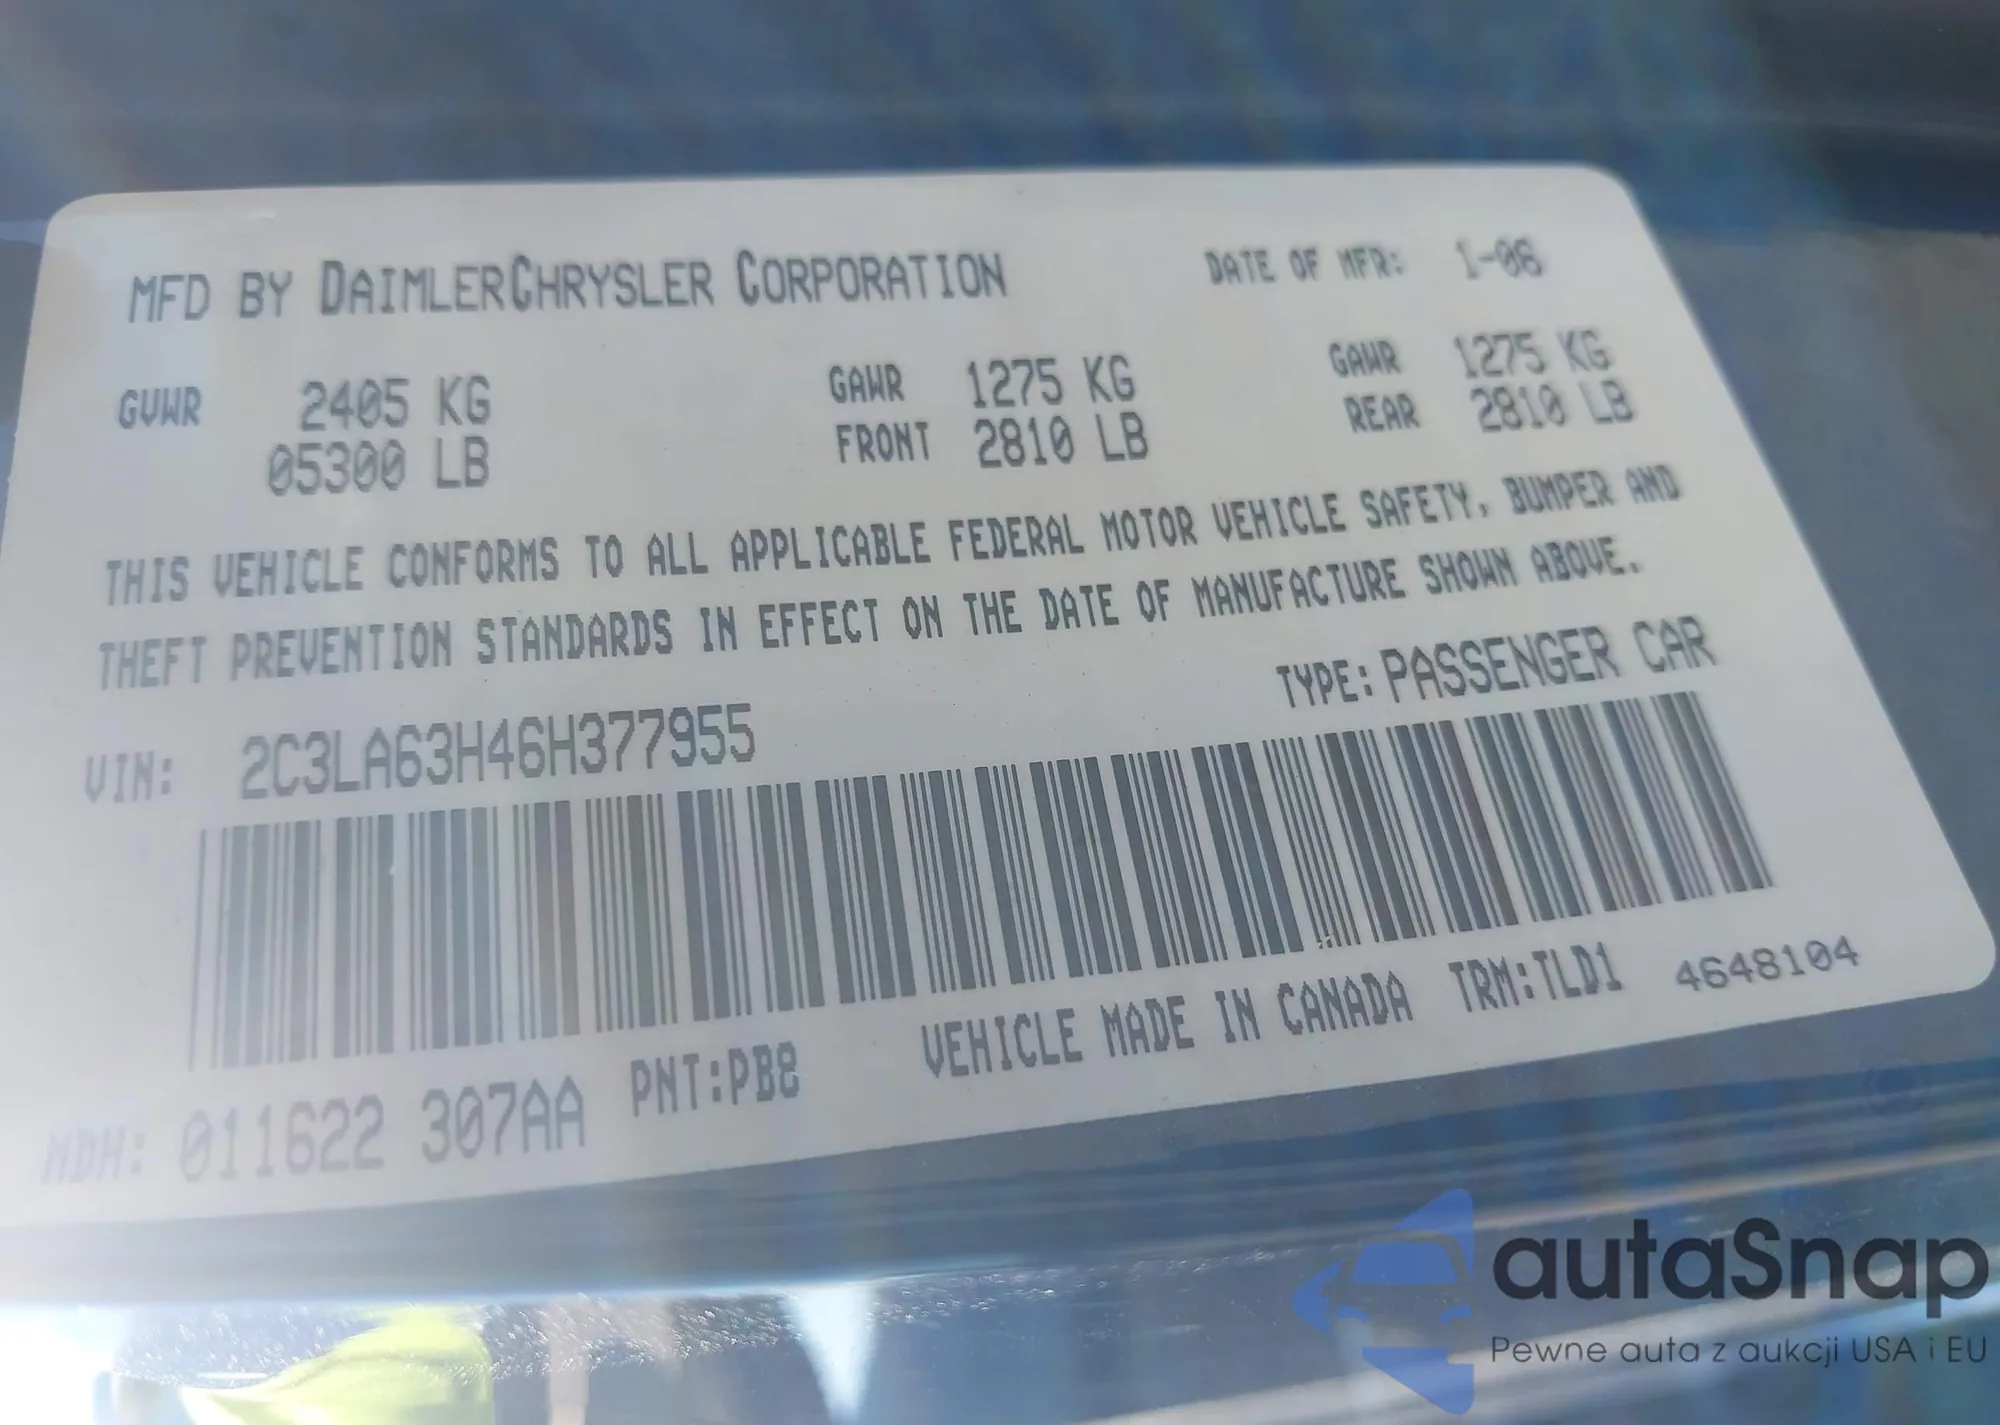 MFD BY DAIMLERCHRYSLER CORPORATION DATE OF MFR: 1-06
GVWR 2405 KG GAWR 1275 KG GAWR 1275 KG
05300 LB FRONT 2810 LB REAR 2810 LB
THIS VEHICLE CONFORMS TO ALL APPLICABLE FEDERAL MOTOR VEHICLE SAFETY, BUMPER AND
THEFT PREVENTION STANDARDS IN EFFECT ON THE DATE OF MANUFACTURE SHOWN ABOVE.
VIN: 2C3LA63H46H377955 TYPE: PASSENGER CAR
MDH: 011622 307AA PNT:PB8 VEHICLE MADE IN CANADA TRM:TLD1 4648104
autaSnap
Pewne auta z aukcji USA i EU